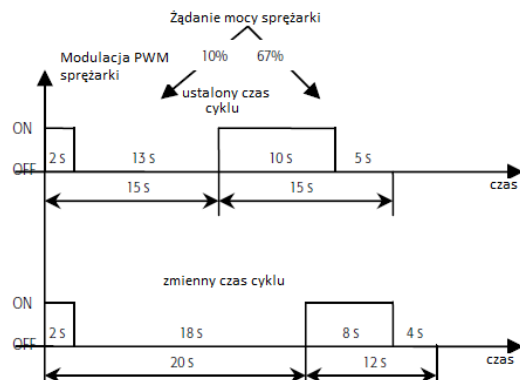 Żądanie mocy sprężarki
Modulacja PWM
sprężarki
10% 67%
ustalony czas
cyklu
ON
2 s 13 s 10 s 5 s
OFF
czas
15 s 15 s
zmienny czas cyklu
ON
2 s 18 s 8 s 4 s
OFF
czas
20 s 12 s